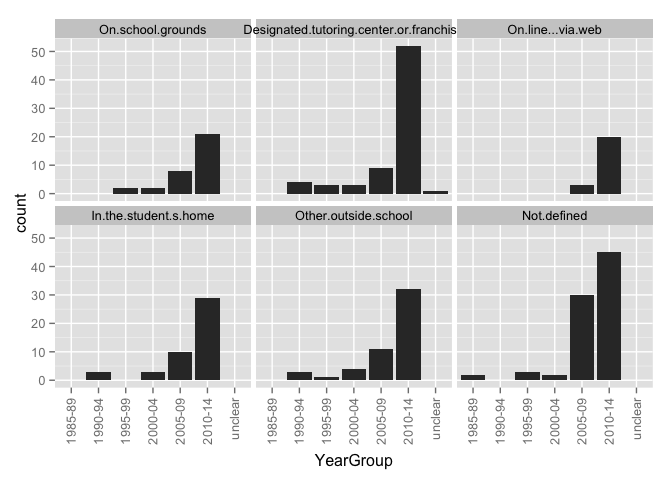 On.school.grounds
Designated.tutoring.center.or.franchis
On.line...via.web
50
40
30
20
10
0
count
In.the.student.s.home
Other.outside.school
Not.defined
50
40
30
20
10
0
1985-89
1990-94
1995-99
2000-04
2005-09
2010-14
unclear
1985-89
1990-94
1995-99
2000-04
2005-09
2010-14
unclear
1985-89
1990-94
1995-99
2000-04
2005-09
2010-14
unclear
YearGroup